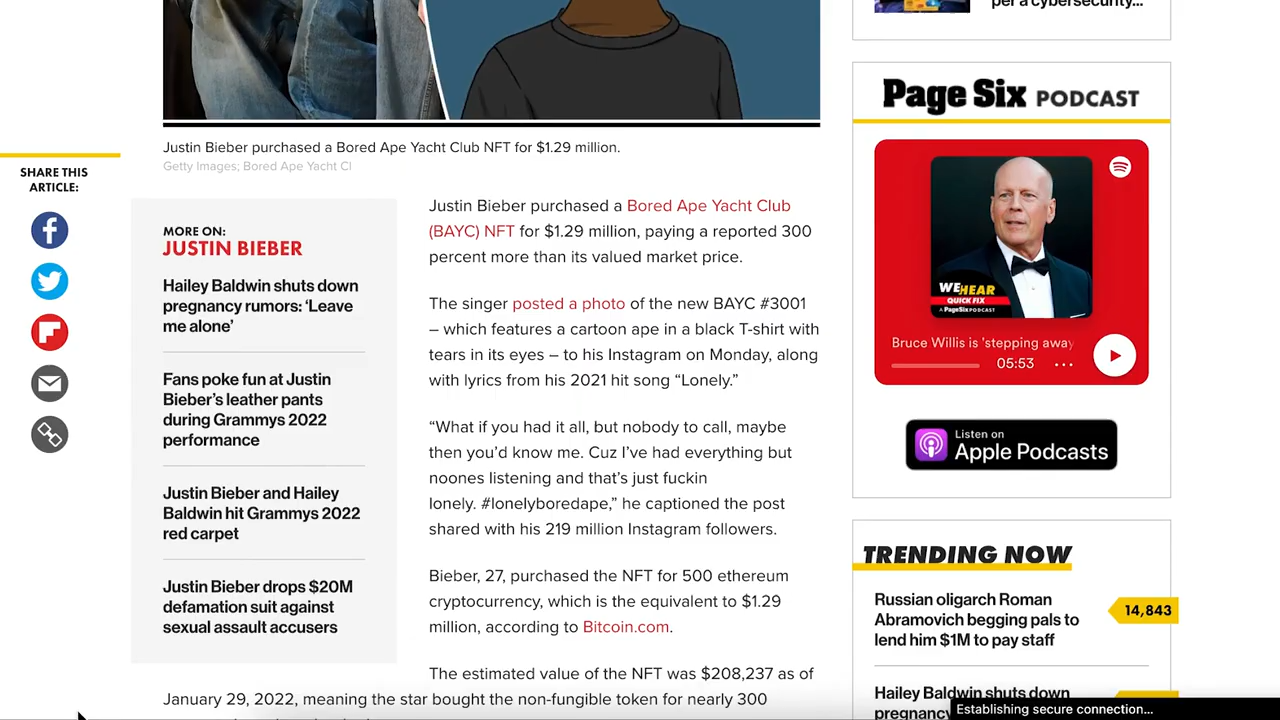 per a cybersecurity...
Page Six PODCAST
Justin Bieber purchased a Bored Ape Yacht Club NFT for $1.29 million.
Getty Images; Bored Ape Yacht Cl
SHARE THIS
ARTICLE:
MORE ON:
JUSTIN BIEBER
Hailey Baldwin shuts down
pregnancy rumors: ‘Leave
me alone’
Fans poke fun at Justin
Bieber’s leather pants
during Grammys 2022
performance
Justin Bieber and Hailey
Baldwin hit Grammys 2022
red carpet
Justin Bieber drops $20M
defamation suit against
sexual assault accusers
Justin Bieber purchased a Bored Ape Yacht Club
(BAYC) NFT for $1.29 million, paying a reported 300
percent more than its valued market price.
The singer posted a photo of the new BAYC #3001
– which features a cartoon ape in a black T-shirt with
tears in its eyes – to his Instagram on Monday, along
with lyrics from his 2021 hit song “Lonely.”
“What if you had it all, but nobody to call, maybe
then you’d know me. Cuz I’ve had everything but
noones listening and that’s just fuckin
lonely. #lonelyboredape,” he captioned the post
shared with his 219 million Instagram followers.
Bieber, 27, purchased the NFT for 500 ethereum
cryptocurrency, which is the equivalent to $1.29
million, according to Bitcoin.com.
The estimated value of the NFT was $208,237 as of
January 29, 2022, meaning the star bought the non-fungible token for nearly 300
WE HEAR
QUICK FIX
A PAGE SIX PODCAST
Bruce Willis is 'stepping away
05:53
Listen on
Apple Podcasts
TRENDING NOW
Russian oligarch Roman
Abramovich begging pals to
lend him $1M to pay staff
14,843
Hailey Baldwin shuts down
pregnancy
Establishing secure connection...